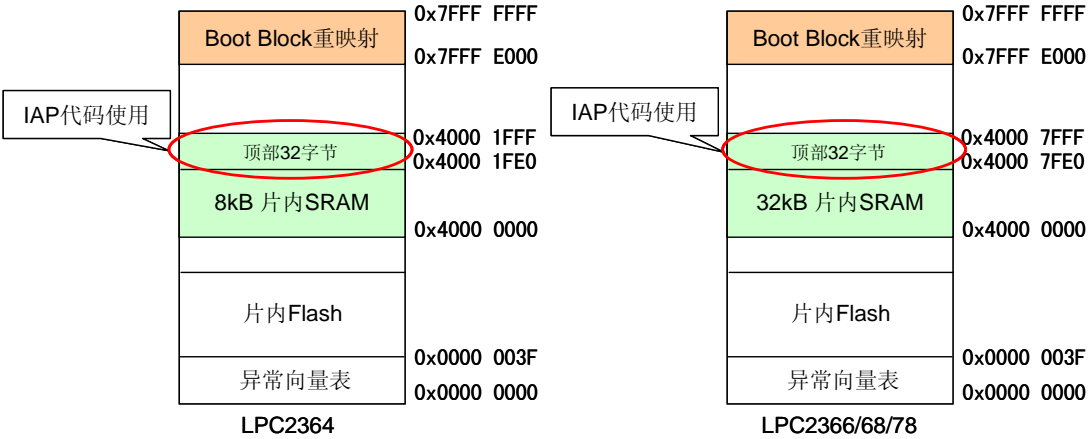 0x7FFF FFFF
Boot Block重映射
0x7FFF E000
IAP代码使用
0x4000 1FFF
顶部32字节
0x4000 1FE0
8kB 片内SRAM
0x4000 0000
片内Flash
0x0000 003F
异常向量表
0x0000 0000
LPC2364
0x7FFF FFFF
Boot Block重映射
0x7FFF E000
IAP代码使用
0x4000 7FFF
顶部32字节
0x4000 7FE0
32kB 片内SRAM
0x4000 0000
片内Flash
0x0000 003F
异常向量表
0x0000 0000
LPC2366/68/78